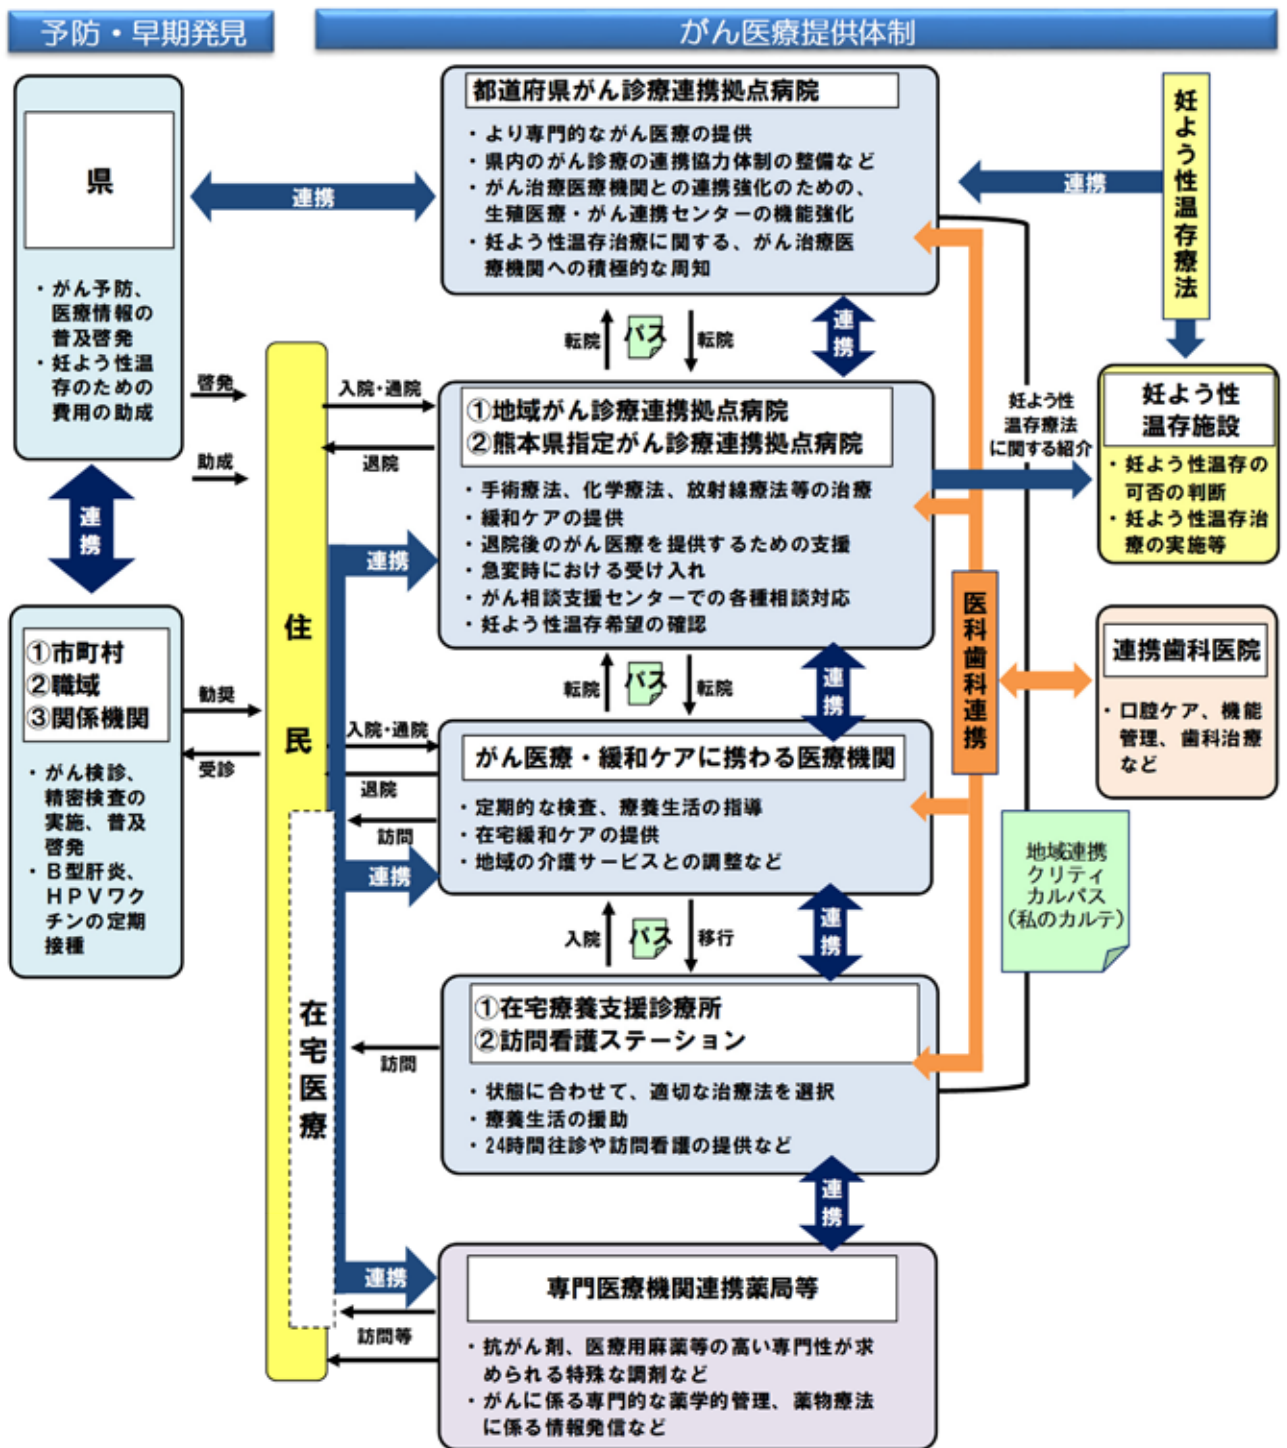 予防・早期発見
がん医療提供体制
県
・がん予防、
医療情報の
普及啓発
・妊よう性温
存のための
費用の助成
連携
都道府県がん診療連携拠点病院
・より専門的ながん医療の提供
・県内のがん診療の連携協力体制の整備など
・がん治療医療機関との連携強化のための、
生殖医療・がん連携センターの機能強化
・妊よう性温存治療に関する、がん治療医
療機関への積極的な周知
連携
妊よう性温存療法
転院
パス
転院
連携
啓発
助成
連携
入院・通院
退院
①地域がん診療連携拠点病院
②熊本県指定がん診療連携拠点病院
・手術療法、化学療法、放射線療法等の治療
・緩和ケアの提供
・退院後のがん医療を提供するための支援
・急変時における受け入れ
・がん相談支援センターでの各種相談対応
・妊よう性温存希望の確認
連携
妊よう性
温存療法
に関する紹介
妊よう性
温存施設
・妊よう性温存の
可否の判断
・妊よう性温存治
療の実施等
①市町村
②職域
③関係機関
・がん検診、
精密検査の
実施、普及
啓発
・B型肝炎、
HPVワク
チンの定期
接種
勧奨
受診
住民
在宅医療
転院
パス
転院
連携
医科歯科連携
連携歯科医院
・口腔ケア、機能
管理、歯科治療
など
入院・通院
退院
訪問
連携
がん医療・緩和ケアに携わる医療機関
・定期的な検査、療養生活の指導
・在宅緩和ケアの提供
・地域の介護サービスとの調整など
地域連携
クリティ
カルパス
(私のカルテ)
入院
パス
移行
連携
訪問
①在宅療養支援診療所
②訪問看護ステーション
・状態に合わせて、適切な治療法を選択
・療養生活の援助
・24時間往診や訪問看護の提供など
連携
連携
訪問等
専門医療機関連携薬局等
・抗がん剤、医療用麻薬等の高い専門性が求
められる特殊な調剤など
・がんに係る専門的な薬学的管理、薬物療法
に係る情報発信など